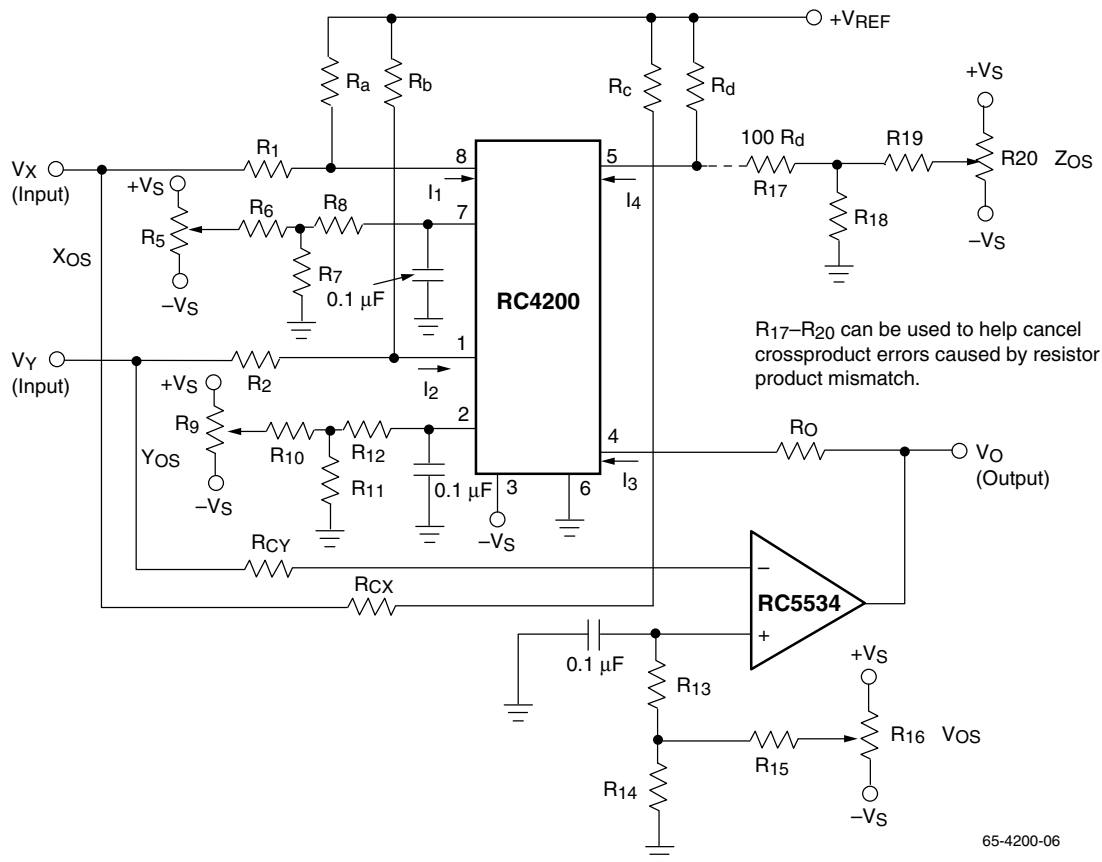 +VREF
Ra
Rb
Rc
Rd
+VS
R1
8
5
100 Rd
R19
R20 ZOS
VX
(Input)
I1
I4
R17
+VS
R6
R8
7
R18
–VS
R5
XOS
R7
–VS
0.1 μF
RC4200
R17–R20 can be used to help cancel
crossproduct errors caused by resistor
product mismatch.
VY
(Input)
R2
1
I2
+VS
R9
2
RO
YOS
R10
R12
4
VO
(Output)
R11
0.1 μF
3
6
I3
–VS
–VS
RCY
–
RCX
RC5534
+
0.1 μF
+VS
R13
R16 VOS
R15
R14
–VS
65-4200-06